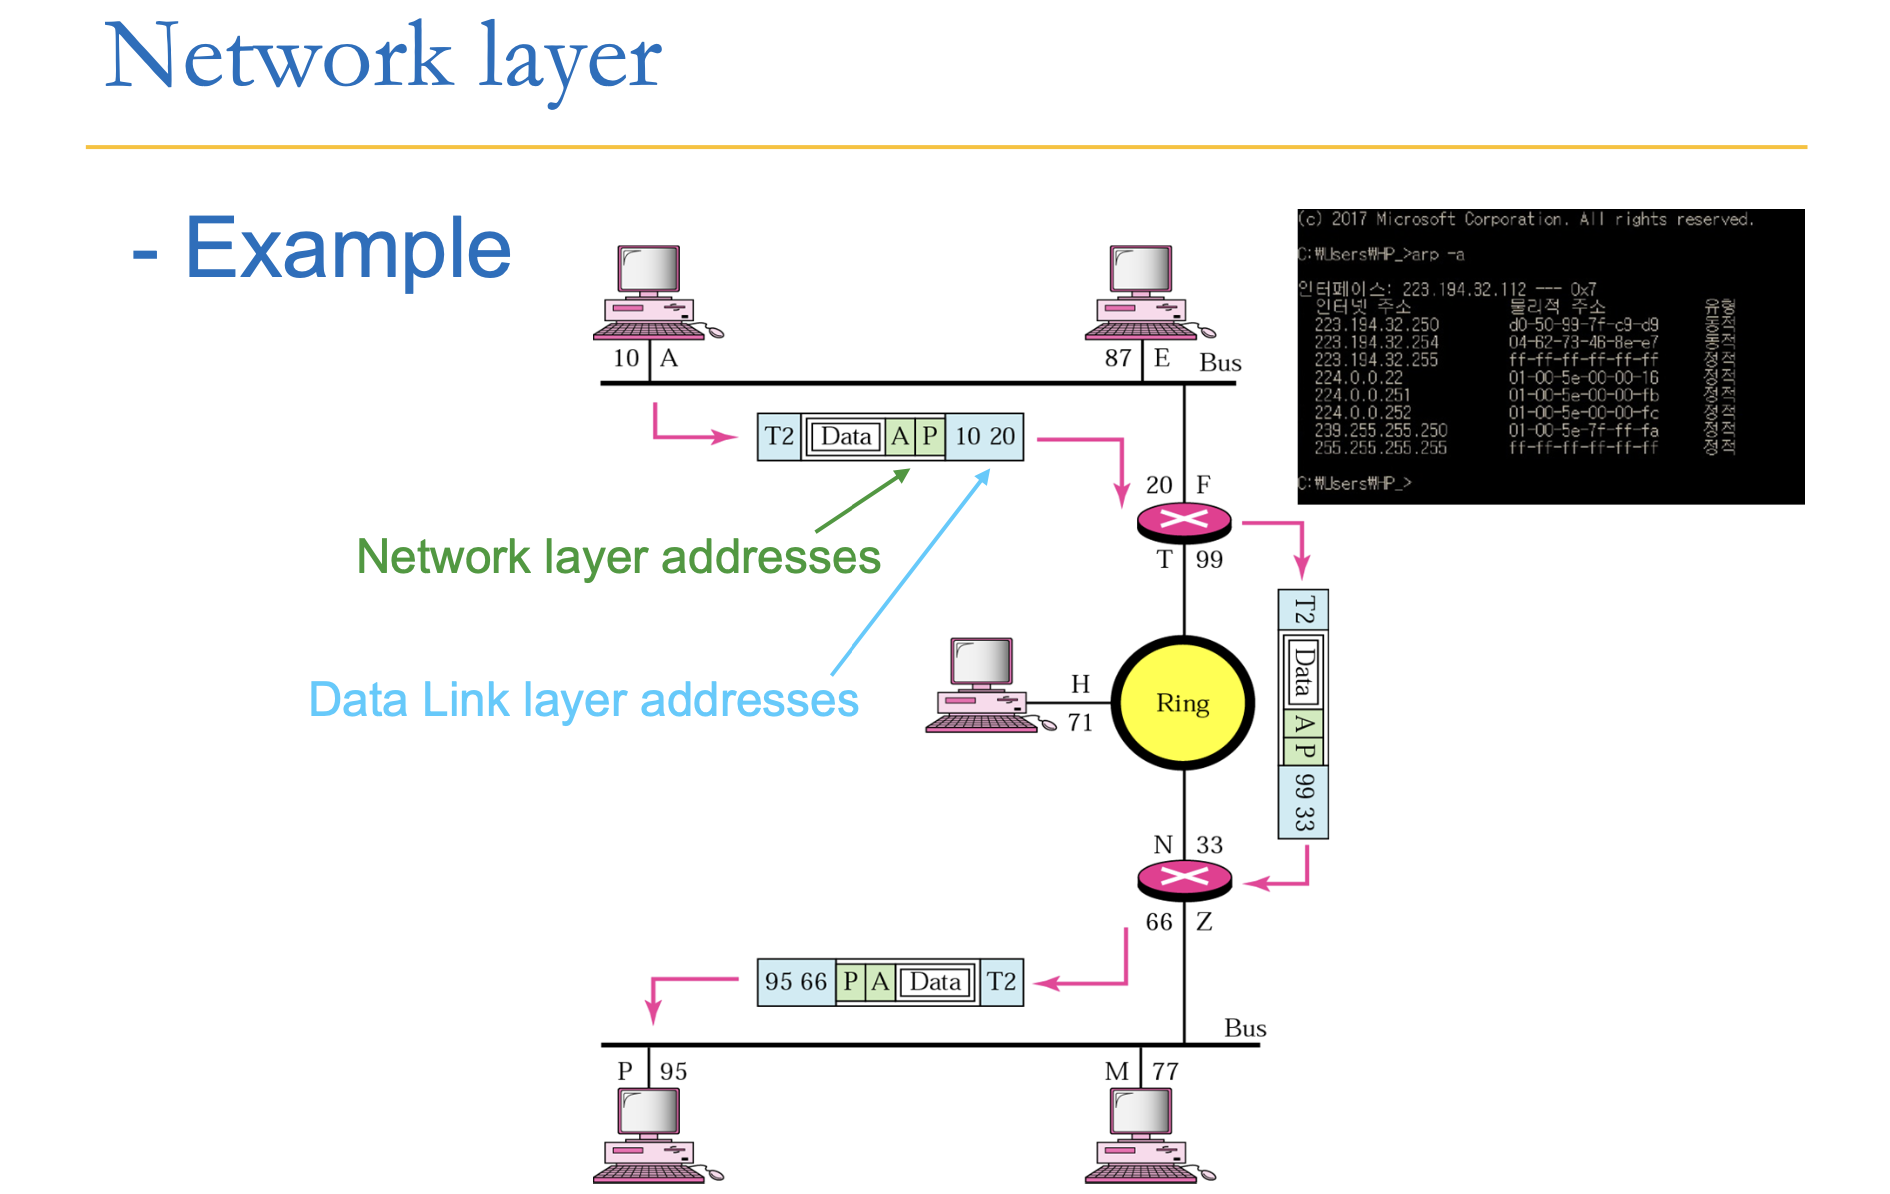 Network layer
- Example
(c) 2017 Microsoft Corporation. All rights reserved.
C:₩Users₩HP_>arp -a
인터페이스: 223.194.32.112 --- 0x7
인터넷 주소 물리적 주소 유형
223.194.32.250 d0-50-99-7f-c9-d9 동적
223.194.32.254 04-62-73-46-8e-e7 동적
223.194.32.255 ff-ff-ff-ff-ff-ff 정적
224.0.0.22 01-00-5e-00-00-16 정적
224.0.0.251 01-00-5e-00-00-fb 정적
224.0.0.252 01-00-5e-00-00-fc 정적
239.255.255.250 01-00-5e-7f-ff-fa 정적
255.255.255.255 ff-ff-ff-ff-ff-ff 정적
C:₩Users₩HP_>
10 A
87 E
Bus
T2 Data A P 10 20
20 F
Network layer addresses
T 99
T2 Data A P 99 33
Data Link layer addresses
H
71
Ring
N 33
66 Z
95 66 P A Data T2
Bus
P 95
M 77